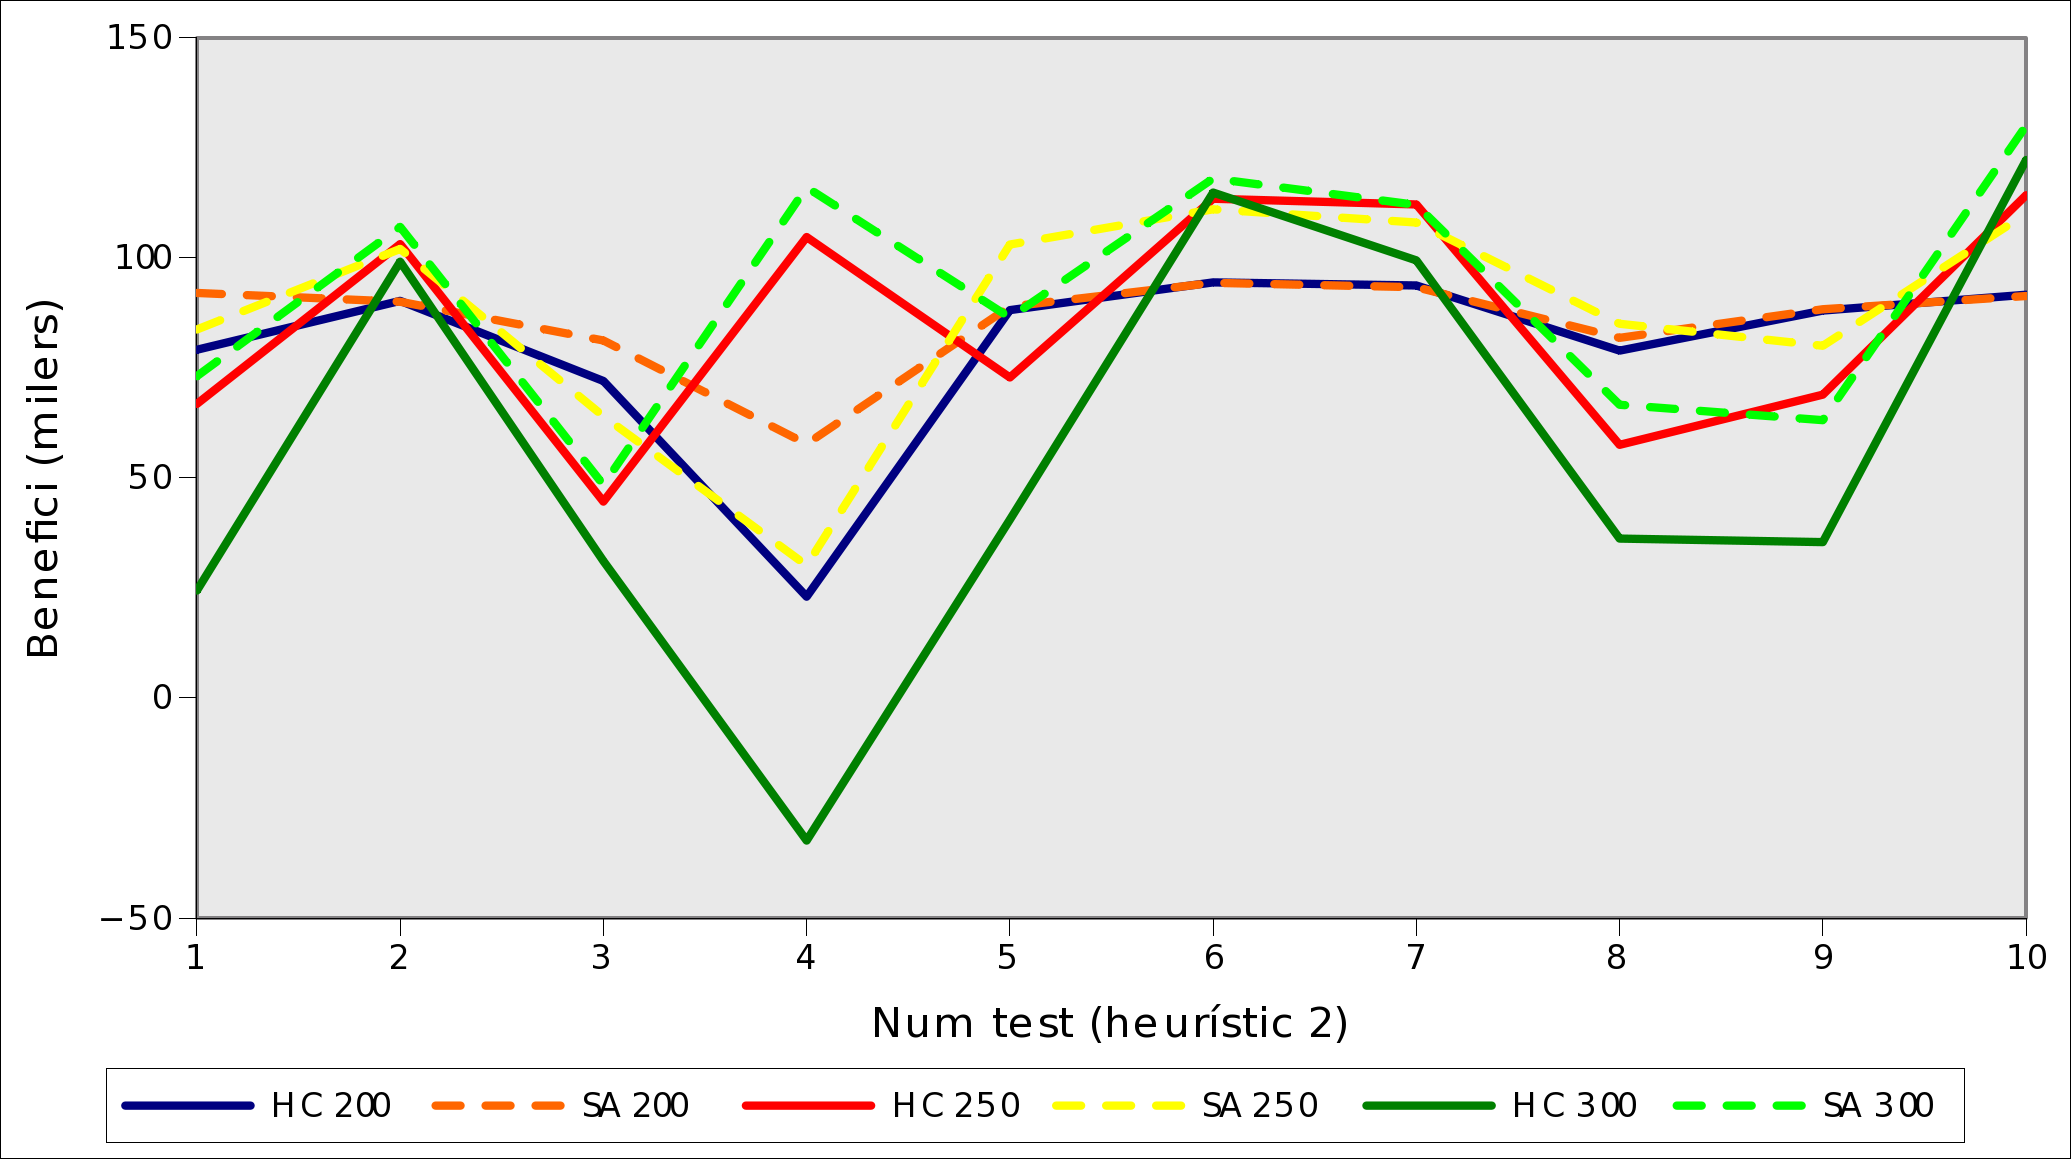 Benefici (milers)
150
100
50
0
−50
1 2 3 4 5 6 7 8 9 10
Num test (heurístic 2)
HC 200 SA 200 HC 250 SA 250 HC 300 SA 300